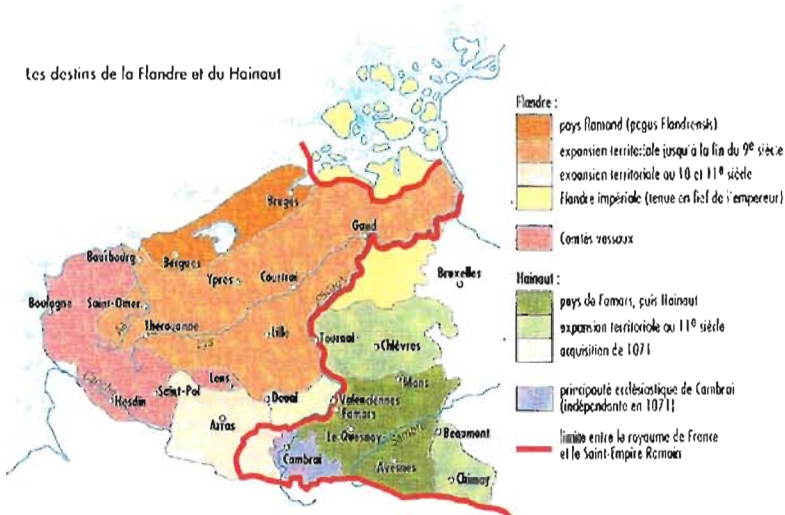 Les destins de la Flandre et du Hainaut
Flandre :
pays flamand (pagus Flandrensis)
expansion territoriale jusqu'à la fin du 9e siècle
expansion territoriale au 10 et 11e siècle
Flandre impériale (tenue en fief de l'empereur)
Comtés vassaux
Hainaut :
pays de Famars, puis Hainaut
expansion territoriale au 11e siècle
acquisition de 1071
principauté ecclésiastique de Cambrai
(indépendante en 1071)
limite entre le royaume de France
et le Saint-Empire Romain
Bruges
Gand
Bourbourg
Bergues
Ypres
Courtrai
Escaut
Bruxelles
Boulogne
Saint-Omer
Aa
Thérouanne
Lys
Lille
Tournai
Chièvres
Lens
Mons
Canche
Hesdin
Saint-Pol
Douai
Valenciennes
Famars
Arras
Le Quesnoy
Sambre
Beaumont
Cambrai
Avesnes
Chimay